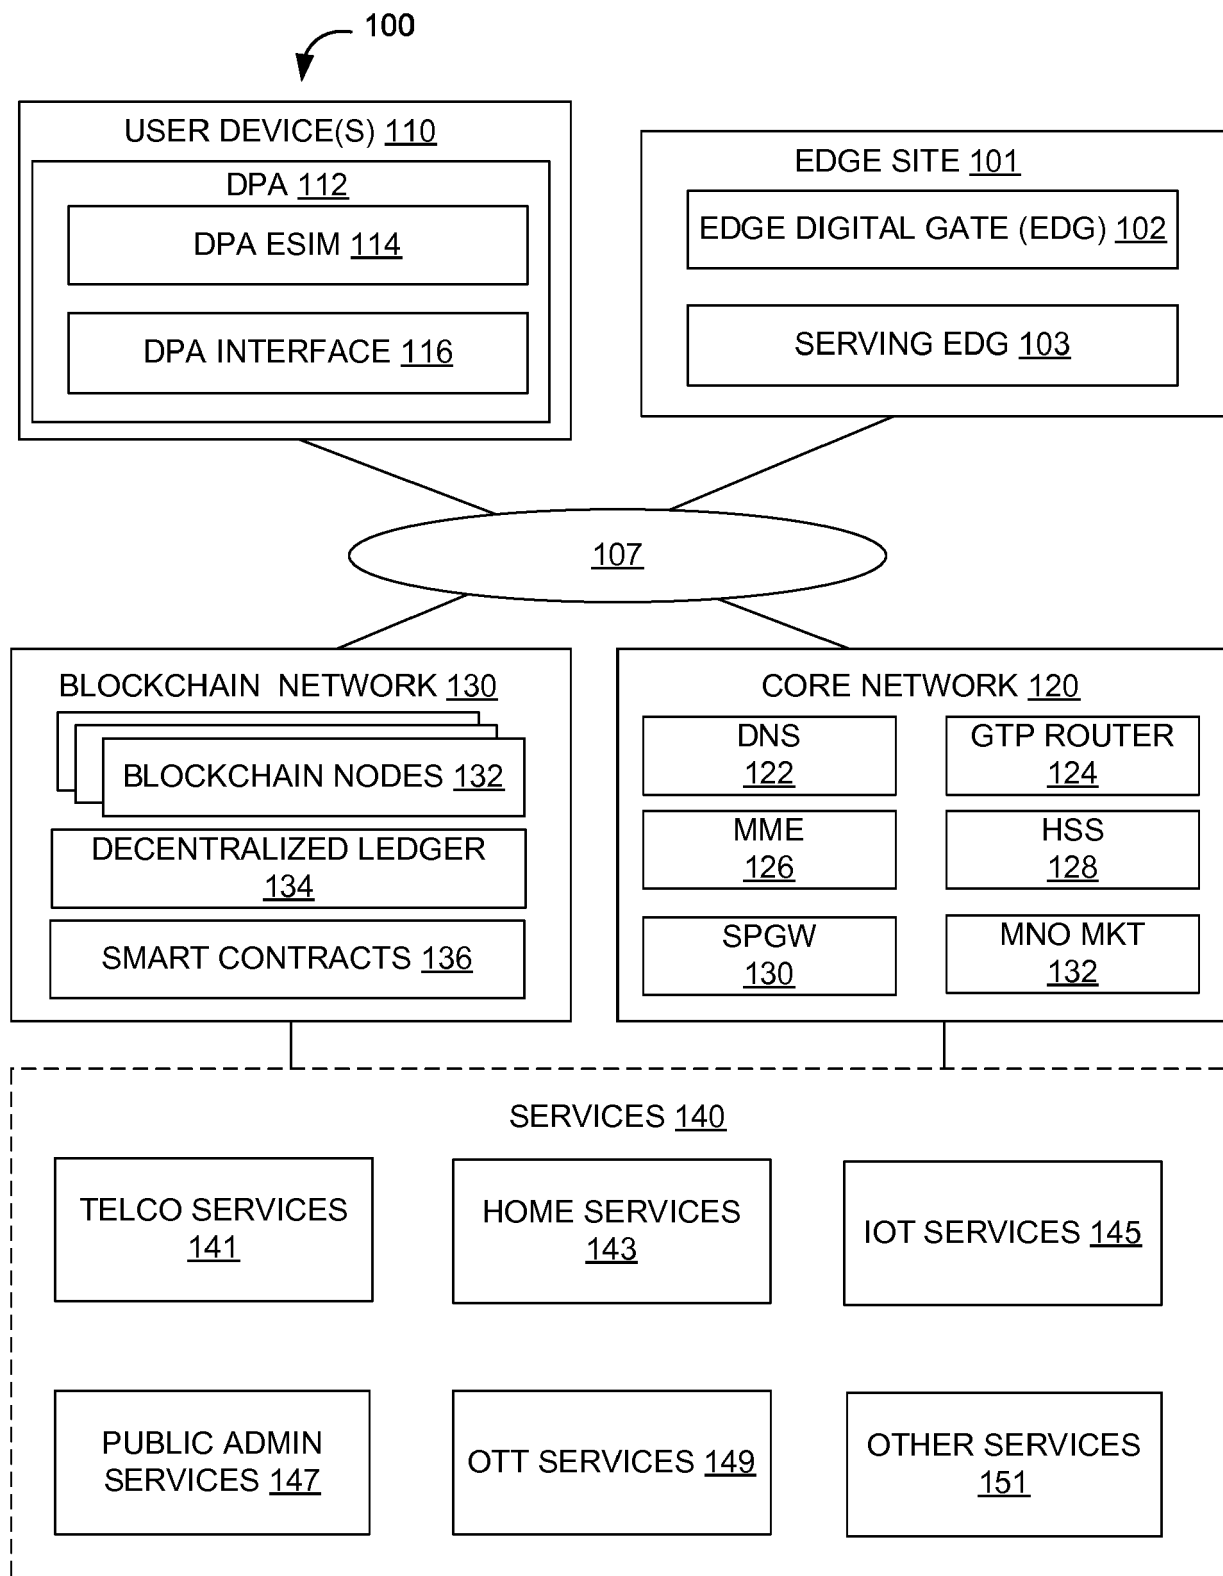 100
USER DEVICE(S) 110
DPA 112
DPA ESIM 114
DPA INTERFACE 116
EDGE SITE 101
EDGE DIGITAL GATE (EDG) 102
SERVING EDG 103
107
BLOCKCHAIN NETWORK 130
BLOCKCHAIN NODES 132
DECENTRALIZED LEDGER
134
SMART CONTRACTS 136
CORE NETWORK 120
DNS
122
GTP ROUTER
124
MME
126
HSS
128
SPGW
130
MNO MKT
132
SERVICES 140
TELCO SERVICES
141
HOME SERVICES
143
IOT SERVICES 145
PUBLIC ADMIN
SERVICES 147
OTT SERVICES 149
OTHER SERVICES
151